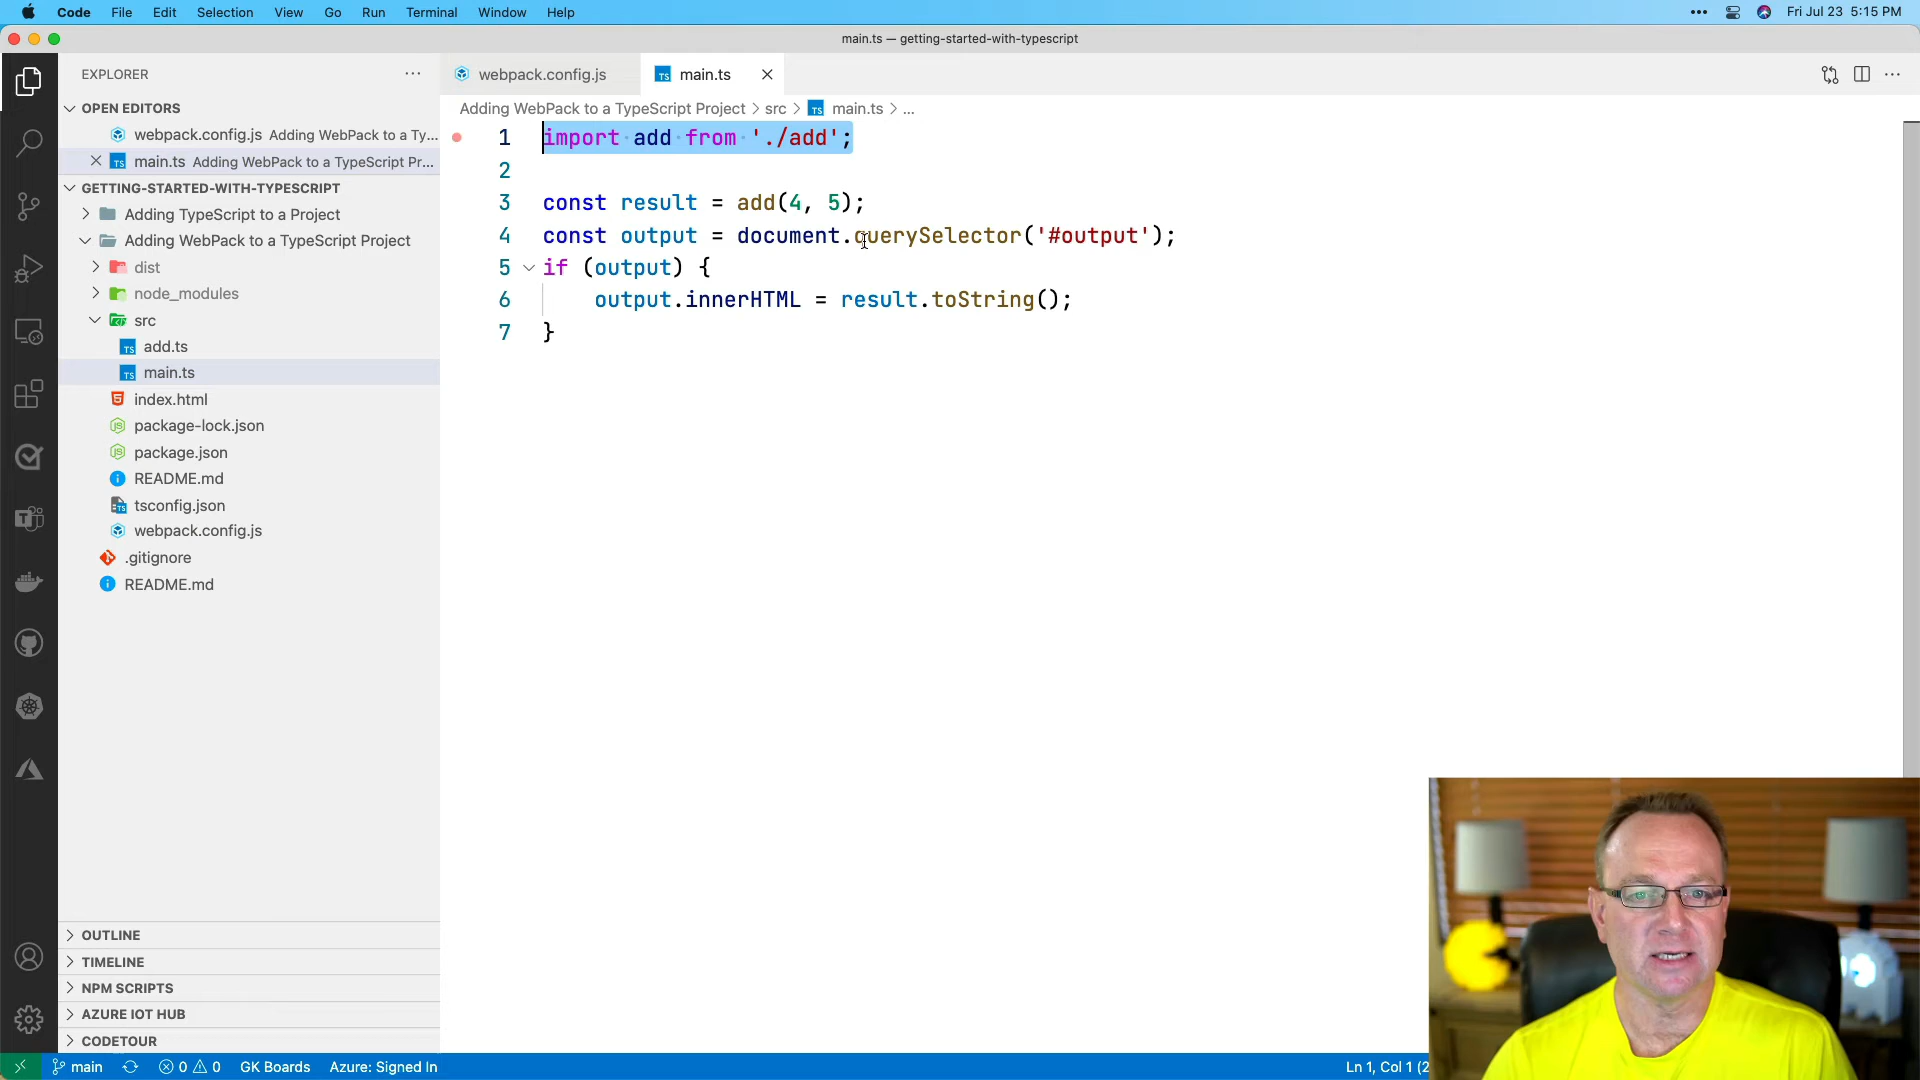 Code File Edit Selection View Go Run Terminal Window Help
Fri Jul 23 5:15 PM
main.ts — getting-started-with-typescript
EXPLORER
OPEN EDITORS
webpack.config.js Adding WebPack to a Ty...
main.ts Adding WebPack to a TypeScript Pr...
GETTING-STARTED-WITH-TYPESCRIPT
Adding TypeScript to a Project
Adding WebPack to a TypeScript Project
dist
node_modules
src
add.ts
main.ts
index.html
package-lock.json
package.json
README.md
tsconfig.json
webpack.config.js
.gitignore
README.md
OUTLINE
TIMELINE
NPM SCRIPTS
AZURE IOT HUB
CODETOUR
webpack.config.js
main.ts
Adding WebPack to a TypeScript Project > src > main.ts > ...
1 import add from './add';
2
3 const result = add(4, 5);
4 const output = document.querySelector('#output');
5 if (output) {
6 output.innerHTML = result.toString();
7 }
main 0 0 GK Boards Azure: Signed In
Ln 1, Col 1 (2